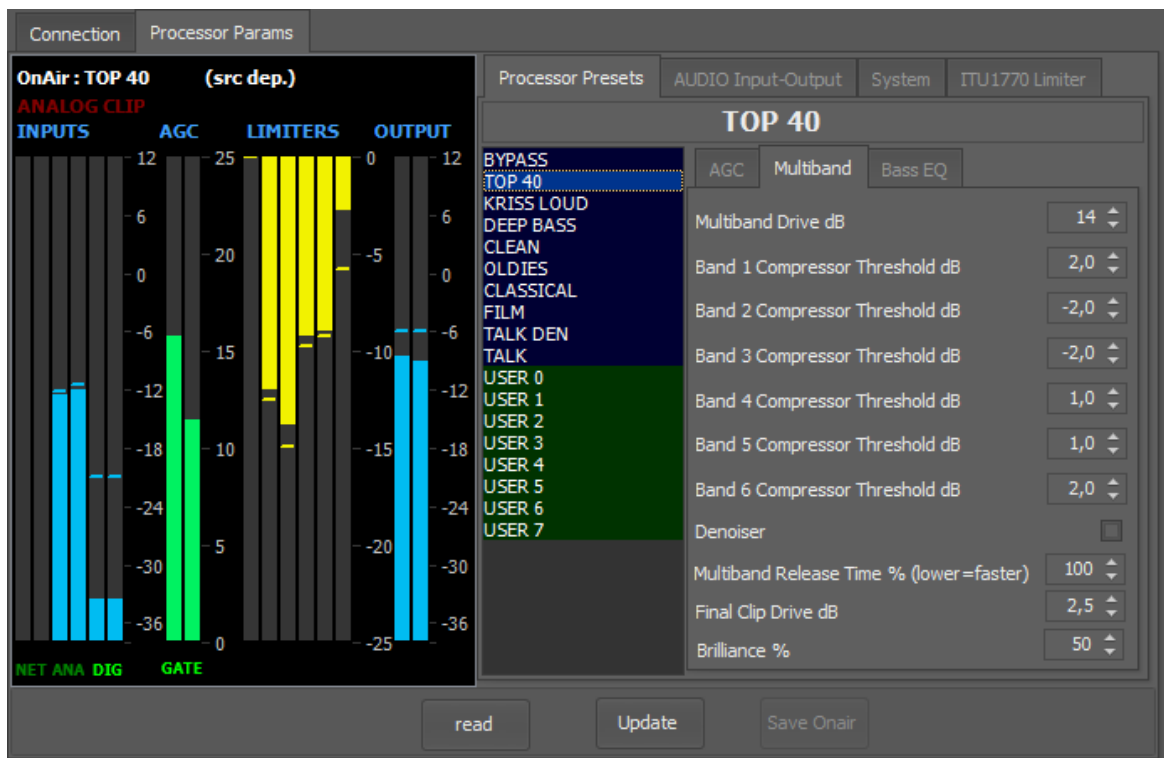 Connection Processor Params
OnAir : TOP 40 (src dep.)
ANALOG CLIP
INPUTS AGC LIMITERS OUTPUT
12 25 0 12
6 20 -5 6
0 0
-6 15 -10 -6
-12 -12
-18 10 -15 -18
-24 -24
-30 5 -20 -30
-36 0 -25 -36
NET ANA DIG GATE
Processor Presets AUDIO Input-Output System ITU1770 Limiter
TOP 40
BYPASS
TOP 40
KRISS LOUD
DEEP BASS
CLEAN
OLDIES
CLASSICAL
FILM
TALK DEN
TALK
USER 0
USER 1
USER 2
USER 3
USER 4
USER 5
USER 6
USER 7
AGC Multiband Bass EQ
Multiband Drive dB 14
Band 1 Compressor Threshold dB 2,0
Band 2 Compressor Threshold dB -2,0
Band 3 Compressor Threshold dB -2,0
Band 4 Compressor Threshold dB 1,0
Band 5 Compressor Threshold dB 1,0
Band 6 Compressor Threshold dB 2,0
Denoiser
Multiband Release Time % (lower=faster) 100
Final Clip Drive dB 2,5
Brilliance % 50
read Update Save Onair